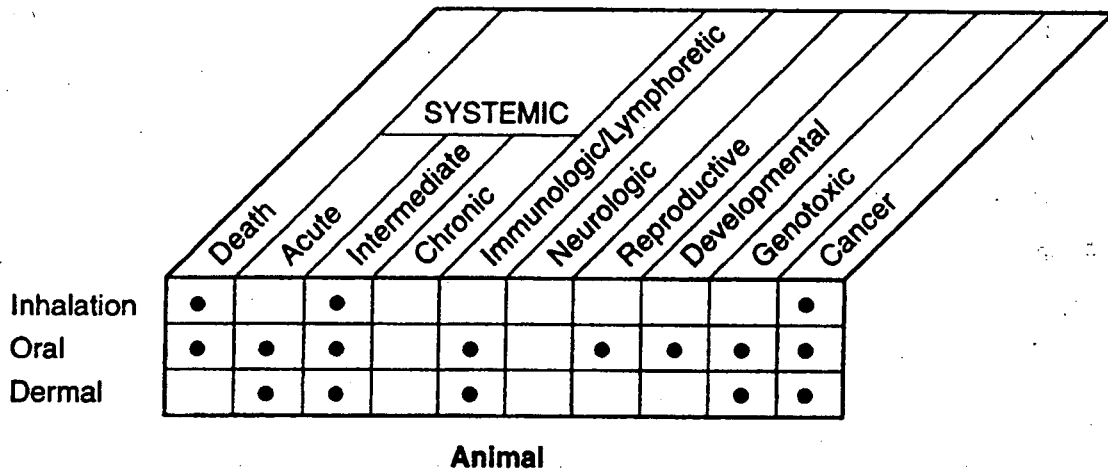 SYSTEMIC
Death
Acute
Intermediate
Chronic
Immunologic/Lymphoretic
Neurologic
Reproductive
Developmental
Genotoxic
Cancer
Inhalation
Oral
Dermal
Animal